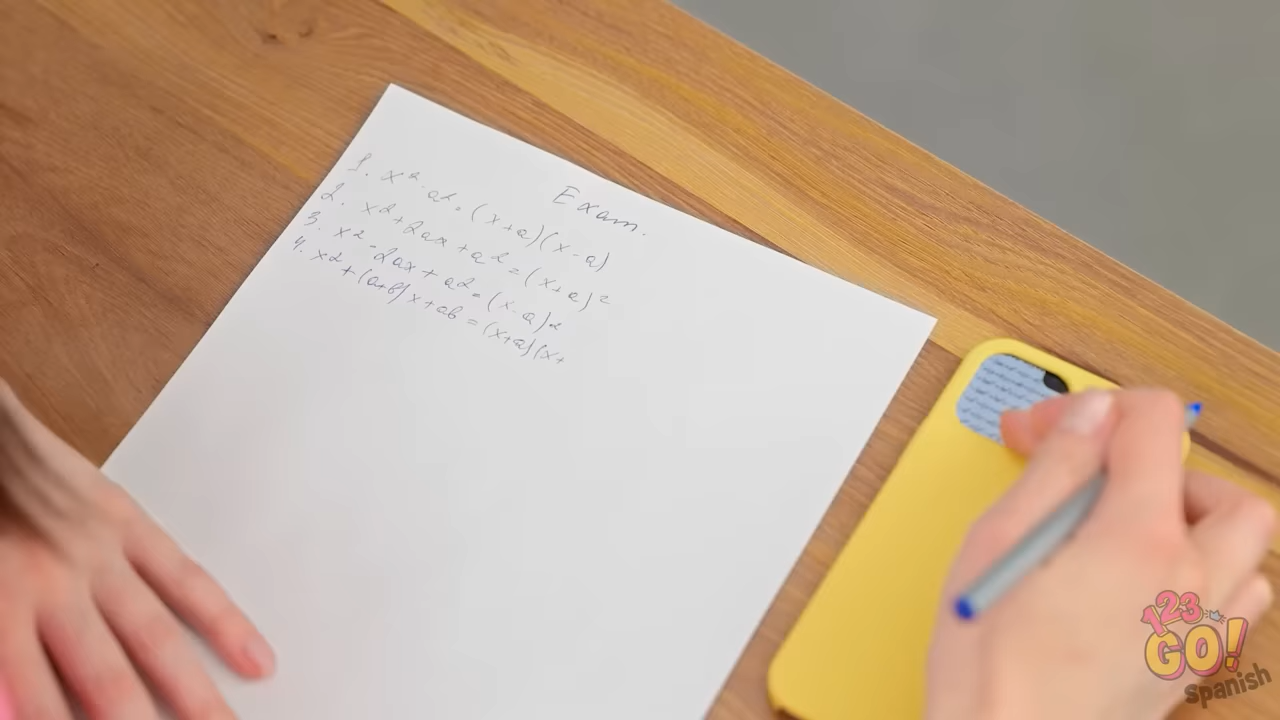 Exam.
1. x²-a²=(x+a)(x-a)
2. x²+2ax+a²=(x+a)²
3. x²-2ax+a²=(x-a)²
4. x²+(a+b)x+ab=(x+a)(x+
123
GO!
Spanish